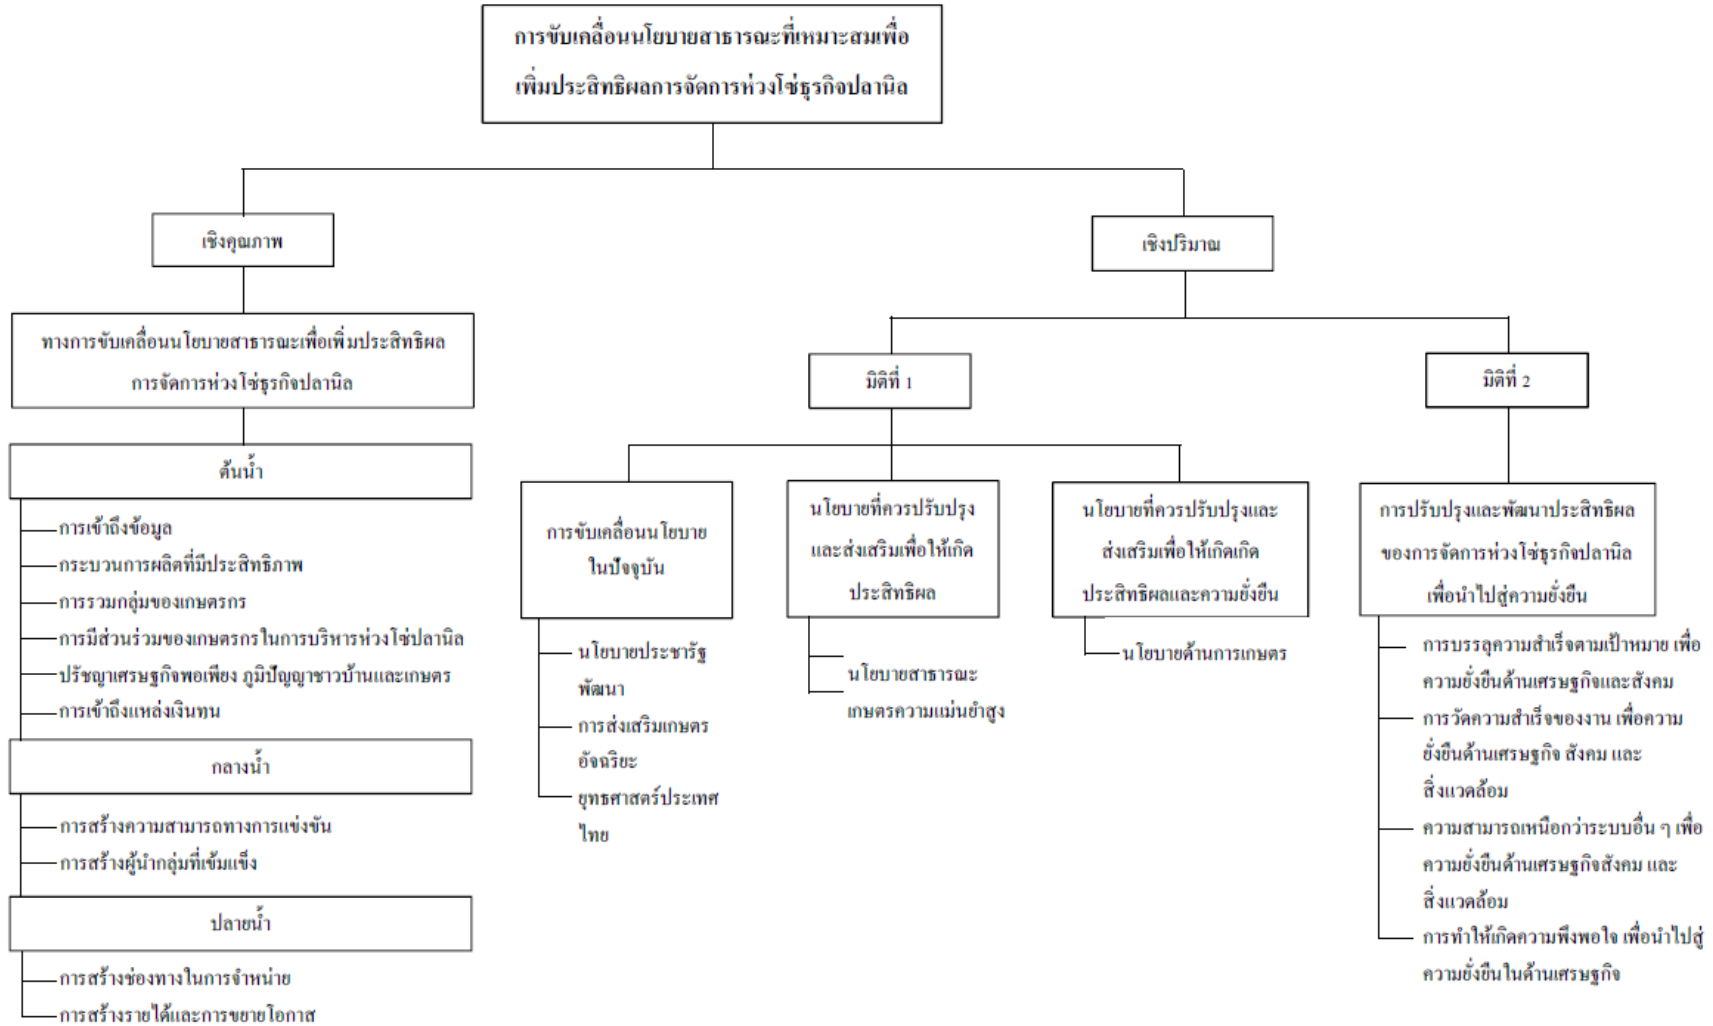 การขับเคลื่อนนโยบายสาธารณะที่เหมาะสมเพื่อ
เพิ่มประสิทธิผลการจัดการห่วงโซ่ธุรกิจปลานิล
เชิงคุณภาพ
ทางการขับเคลื่อนนโยบายสาธารณะเพื่อเพิ่มประสิทธิผล
การจัดการห่วงโซ่ธุรกิจปลานิล
ต้นน้ำ
การเข้าถึงข้อมูล
กระบวนการผลิตที่มีประสิทธิภาพ
การรวมกลุ่มของเกษตรกร
การมีส่วนร่วมของเกษตรกรในการบริหารห่วงโซ่ปลานิล
ปรัชญาเศรษฐกิจพอเพียง ภูมิปัญญาชาวบ้านและเกษตร
การเข้าถึงแหล่งเงินทุน
กลางน้ำ
การสร้างความสามารถทางการแข่งขัน
การสร้างผู้นำกลุ่มที่เข้มแข็ง
ปลายน้ำ
การสร้างช่องทางในการจำหน่าย
การสร้างรายได้และการขยายโอกาส
เชิงปริมาณ
มิติที่ 1
การขับเคลื่อนนโยบาย
ในปัจจุบัน
นโยบายประชารัฐ
พัฒนา
การส่งเสริมเกษตร
อัจฉริยะ
ยุทธศาสตร์ประเทศ
ไทย
นโยบายที่ควรปรับปรุง
และส่งเสริมเพื่อให้เกิด
ประสิทธิผล
นโยบายสาธารณะ
เกษตรความแม่นยำสูง
นโยบายที่ควรปรับปรุงและ
ส่งเสริมเพื่อให้เกิดเกิด
ประสิทธิผลและความยั่งยืน
นโยบายด้านการเกษตร
มิติที่ 2
การปรับปรุงและพัฒนาประสิทธิผล
ของการจัดการห่วงโซ่ธุรกิจปลานิล
เพื่อนำไปสู่ความยั่งยืน
การบรรลุความสำเร็จตามเป้าหมาย เพื่อ
ความยั่งยืนด้านเศรษฐกิจและสังคม
การวัดความสำเร็จของงาน เพื่อความ
ยั่งยืนด้านเศรษฐกิจ สังคม และ
สิ่งแวดล้อม
ความสามารถเหนือกว่าระบบอื่น ๆ เพื่อ
ความยั่งยืนด้านเศรษฐกิจสังคม และ
สิ่งแวดล้อม
การทำให้เกิดความพึงพอใจ เพื่อนำไปสู่
ความยั่งยืนในด้านเศรษฐกิจ